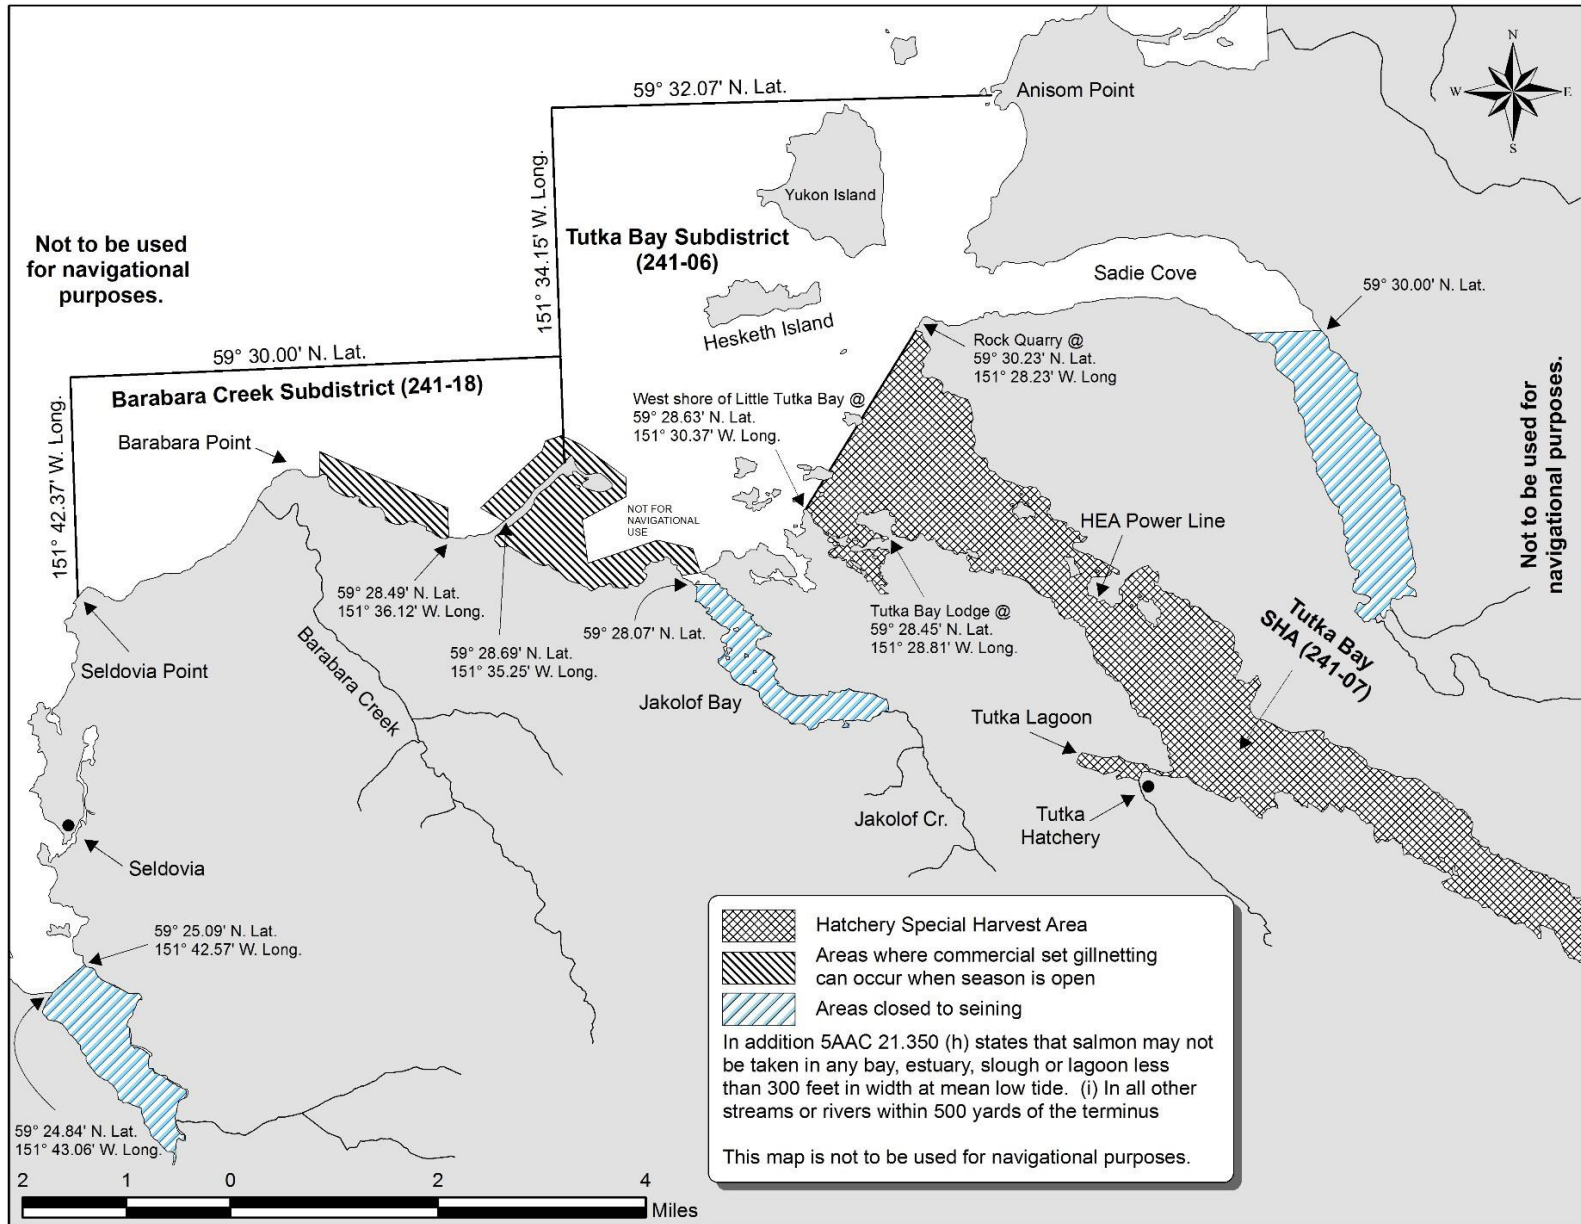 59° 32.07' N. Lat.
Anisom Point
N
W
E
S
151° 34.15' W. Long.
Yukon Island
Not to be used
for navigational
purposes.
Tutka Bay Subdistrict
(241-06)
Sadie Cove
59° 30.00' N. Lat.
Hesketh Island
Rock Quarry @
59° 30.23' N. Lat.
151° 28.23' W. Long
59° 30.00' N. Lat.
Barabara Creek Subdistrict (241-18)
151° 42.37' W. Long.
Barabara Point
West shore of Little Tutka Bay @
59° 28.63' N. Lat.
151° 30.37' W. Long.
Not to be used for
navigational purposes.
NOT FOR
NAVIGATIONAL
USE
HEA Power Line
59° 28.49' N. Lat.
151° 36.12' W. Long.
59° 28.69' N. Lat.
151° 35.25' W. Long.
59° 28.07' N. Lat.
Tutka Bay Lodge @
59° 28.45' N. Lat.
151° 28.81' W. Long.
Tutka Bay
SHA (241-07)
Seldovia Point
Barabara Creek
Jakolof Bay
Tutka Lagoon
Jakolof Cr.
Tutka
Hatchery
Seldovia
59° 25.09' N. Lat.
151° 42.57' W. Long.
59° 24.84' N. Lat.
151° 43.06' W. Long.
Hatchery Special Harvest Area
Areas where commercial set gillnetting
can occur when season is open
Areas closed to seining
In addition 5AAC 21.350 (h) states that salmon may not
be taken in any bay, estuary, slough or lagoon less
than 300 feet in width at mean low tide.  (i) In all other
streams or rivers within 500 yards of the terminus
This map is not to be used for navigational purposes.
2 1 0 2 4
Miles